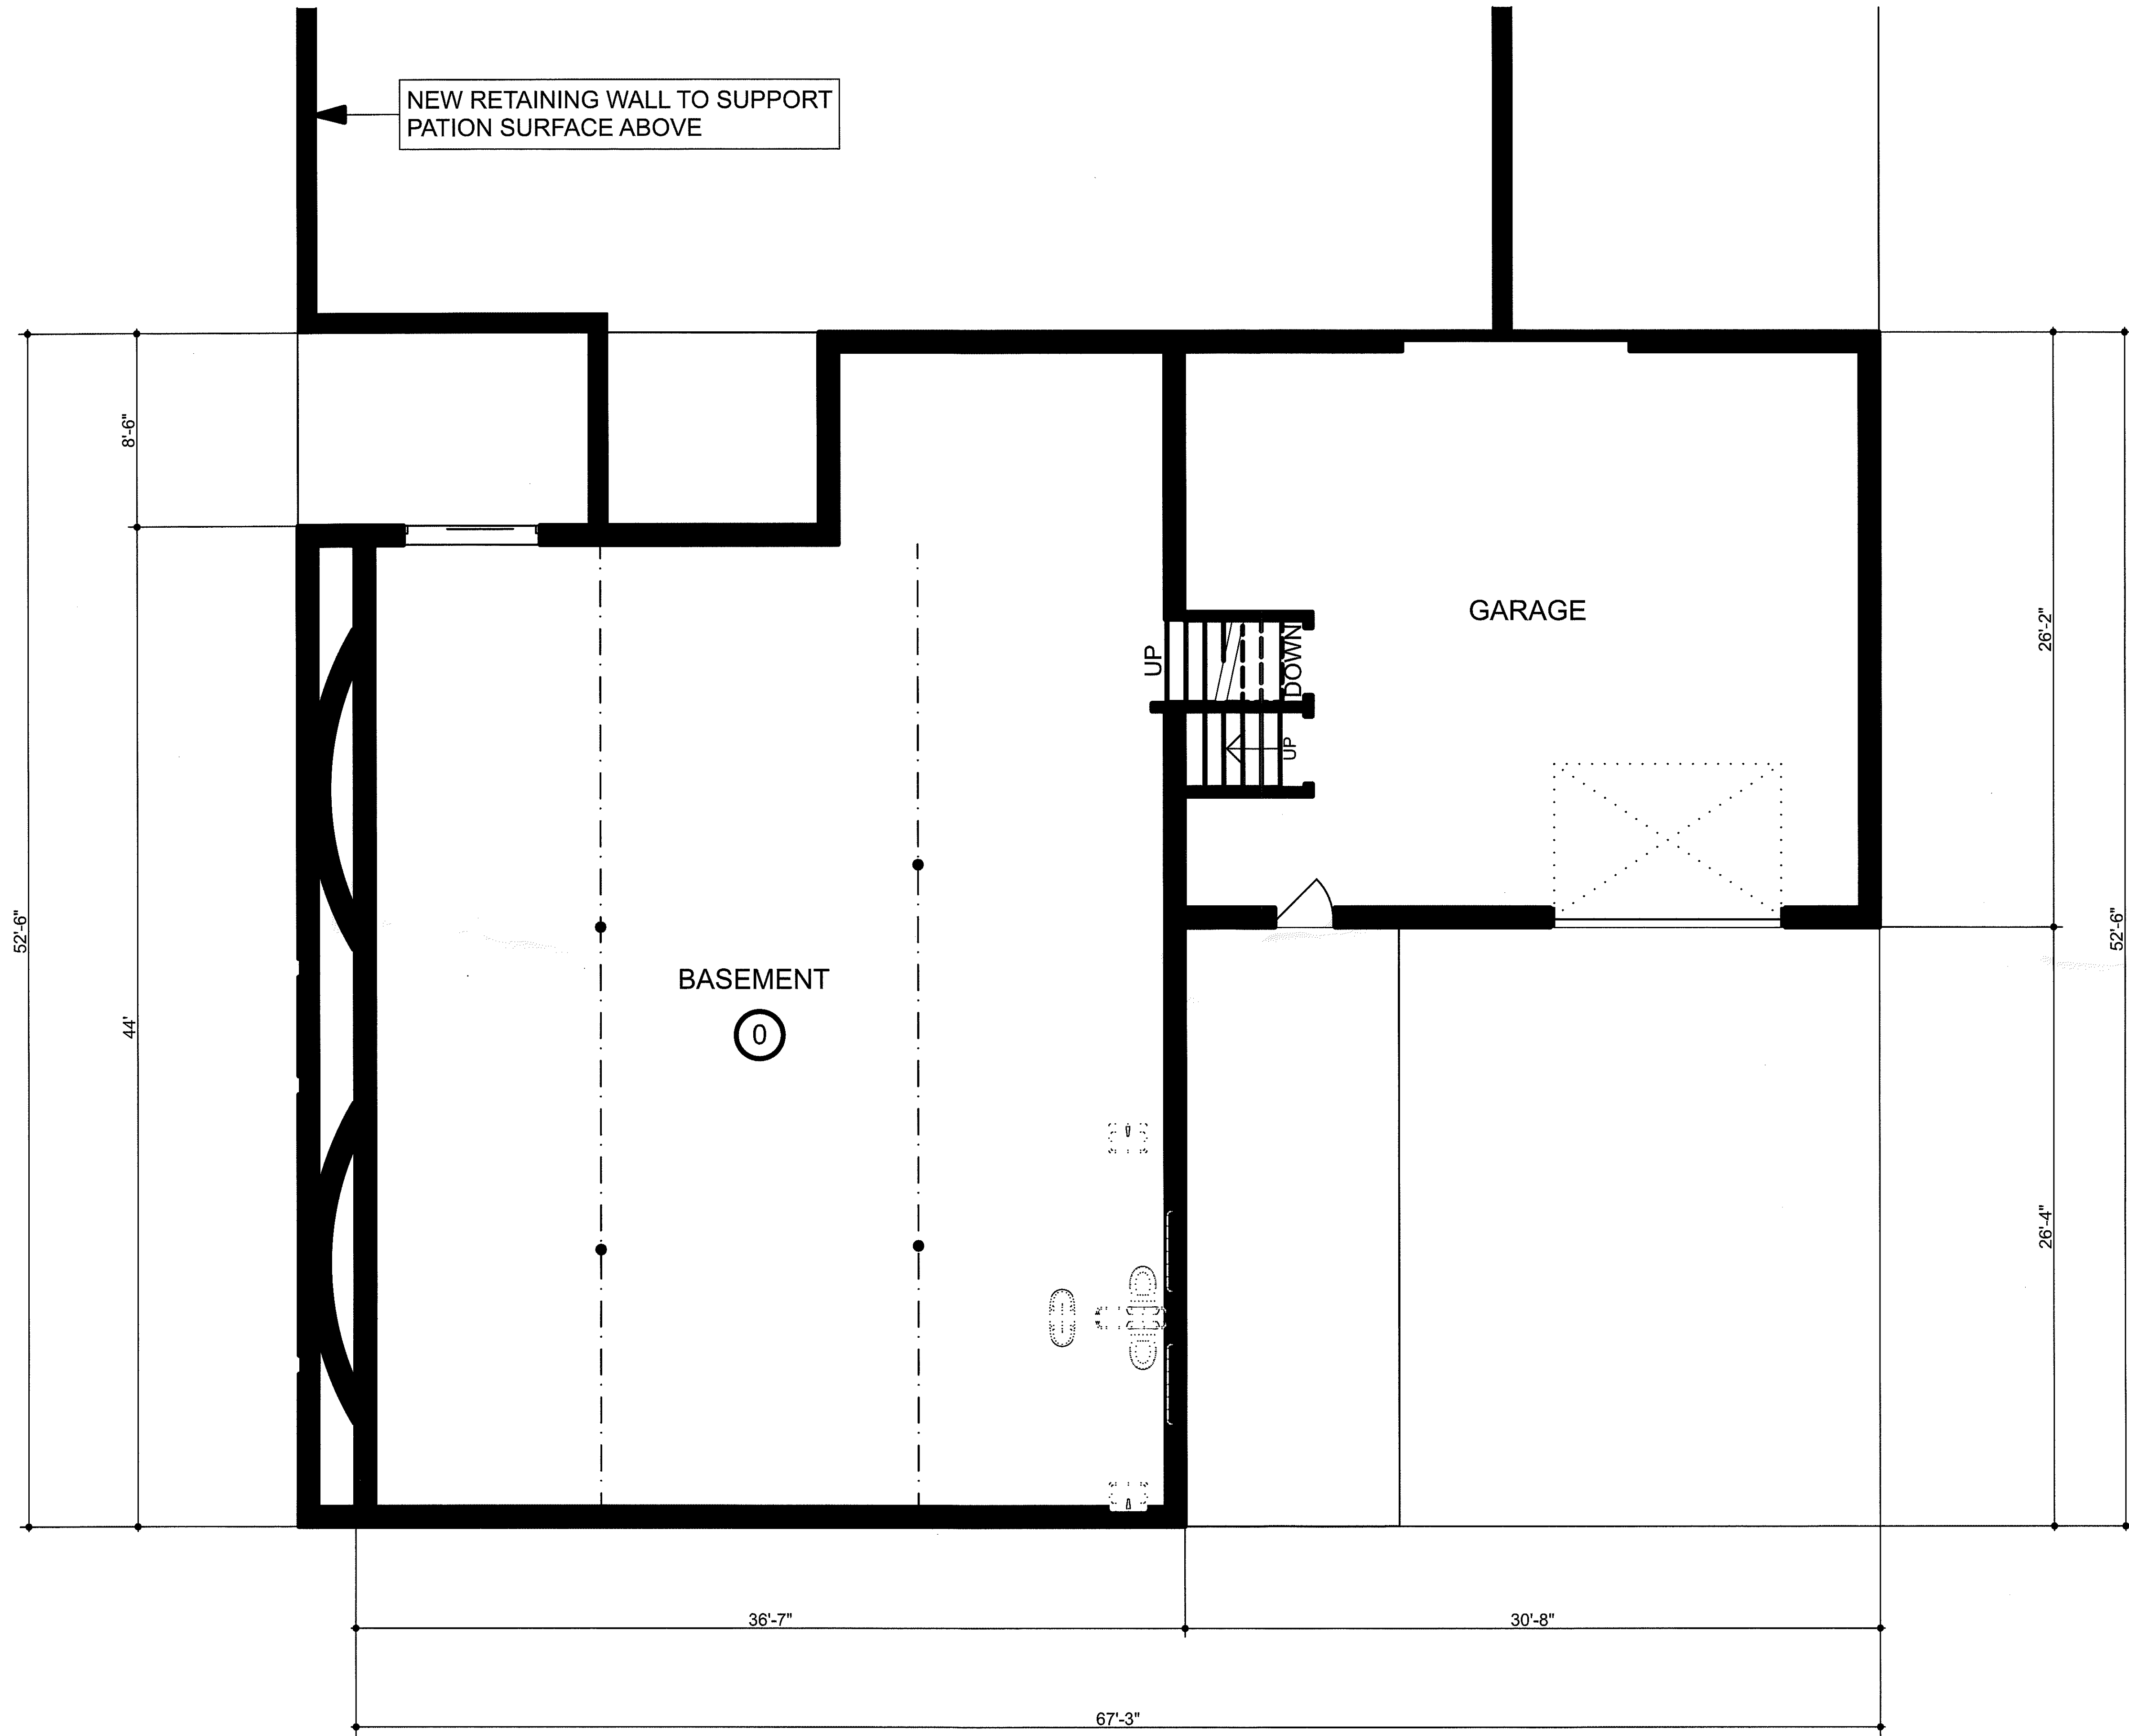 NEW RETAINING WALL TO SUPPORT
PATION SURFACE ABOVE
8'-6"
GARAGE
26'-2"
UP
DOWN
UP
52'-6"
52'-6"
BASEMENT
0
44'
26'-4"
36'-7"
30'-8"
67'-3"